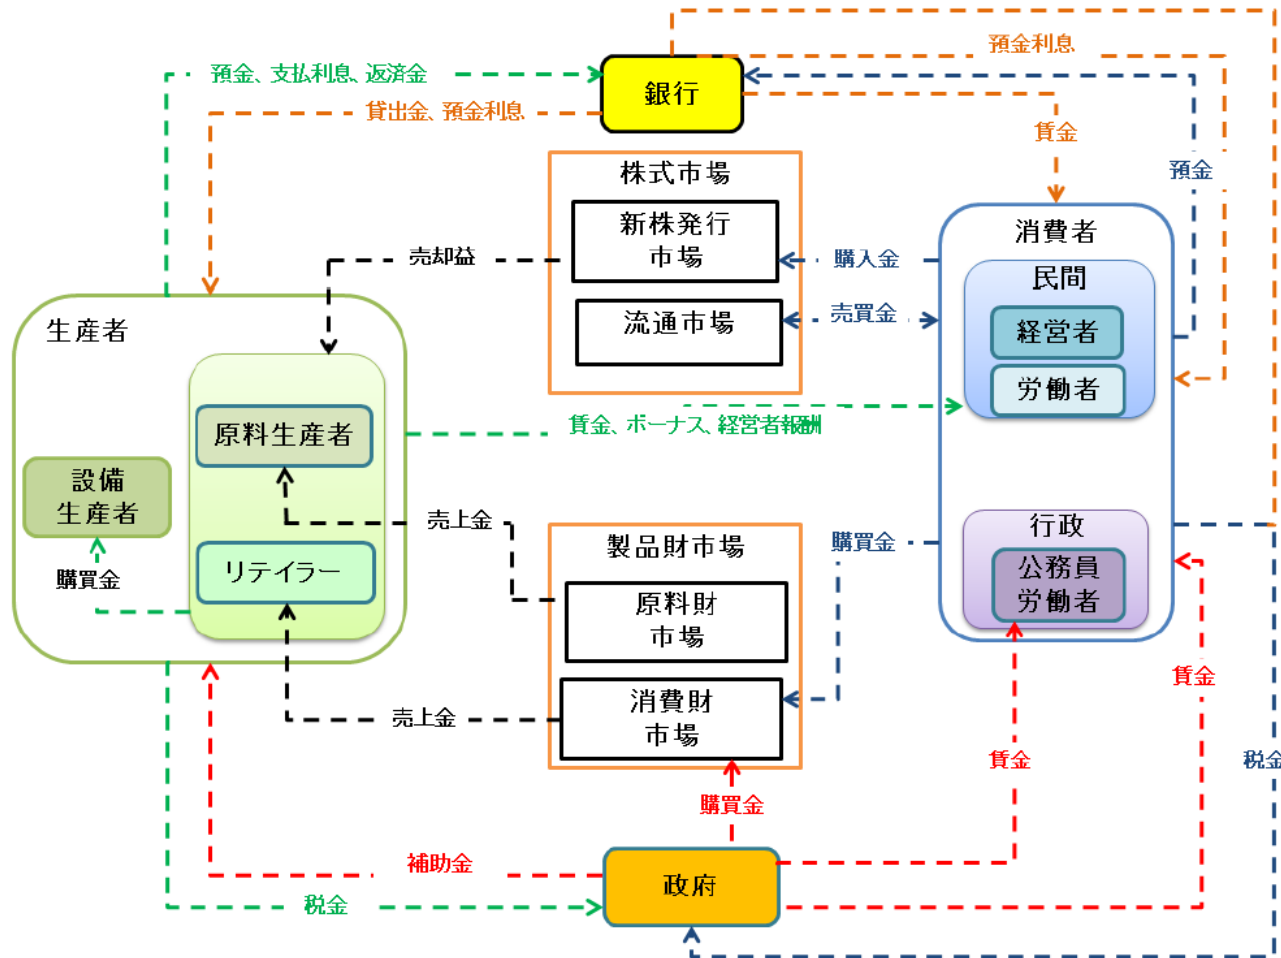 預金利息
預金、支払利息、返済金
銀行
貸出金、預金利息
賃金
預金
株式市場
新株発行
市場
売却益
購入金
流通市場
売買金
消費者
民間
経営者
労働者
生産者
原料生産者
賃金、ボーナス、経営者報酬
設備
生産者
売上金
製品財市場
購買金
行政
公務員
労働者
リテイラー
購買金
原料財
市場
消費財
市場
売上金
賃金
賃金
税金
購買金
補助金
政府
税金